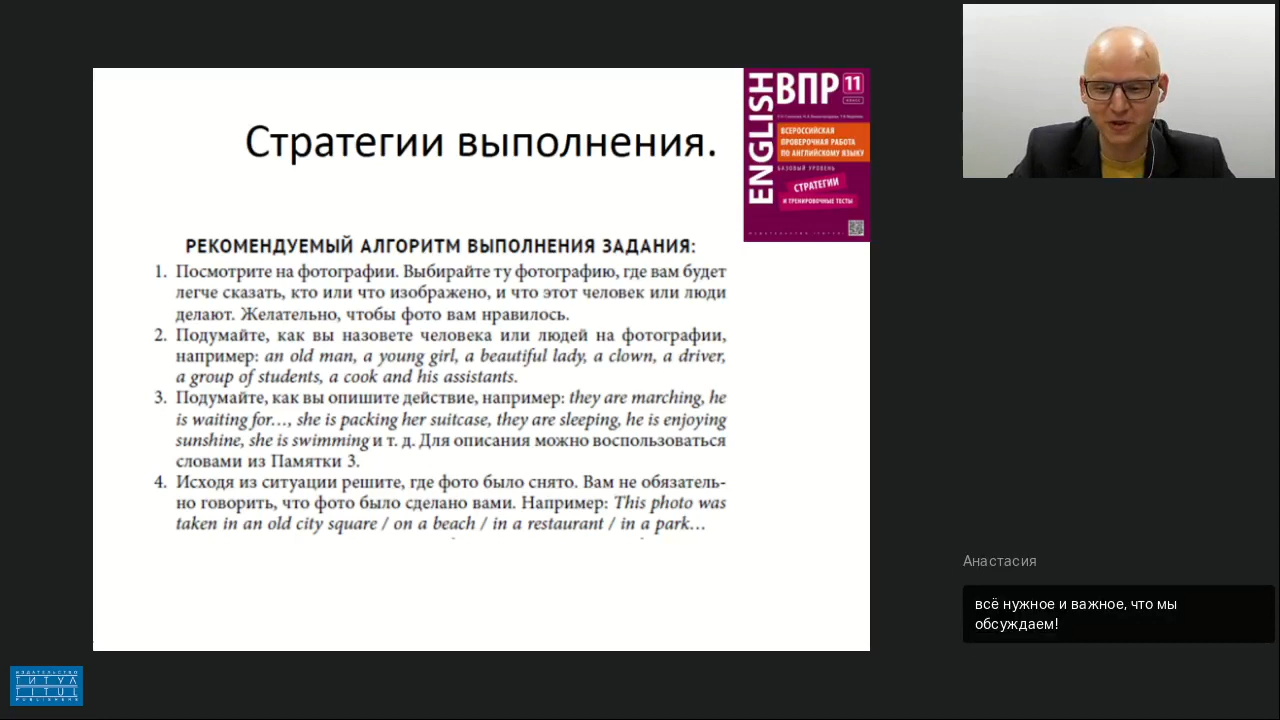 Стратегии выполнения.
ENGLISH
ВПР
11
КЛАСС
ВСЕРОССИЙСКАЯ
ПРОВЕРОЧНАЯ РАБОТА
ПО АНГЛИЙСКОМУ ЯЗЫКУ
БАЗОВЫЙ УРОВЕНЬ
СТРАТЕГИИ
И ТРЕНИРОВОЧНЫЕ ТЕСТЫ
РЕКОМЕНДУЕМЫЙ АЛГОРИТМ ВЫПОЛНЕНИЯ ЗАДАНИЯ:
1. Посмотрите на фотографии. Выбирайте ту фотографию, где вам будет
легче сказать, кто или что изображено, и что этот человек или люди
делают. Желательно, чтобы фото вам нравилось.
2. Подумайте, как вы назовете человека или людей на фотографии,
например: an old man, a young girl, a beautiful lady, a clown, a driver,
a group of students, a cook and his assistants.
3. Подумайте, как вы опишите действие, например: they are marching, he
is waiting for…, she is packing her suitcase, they are sleeping, he is enjoying
sunshine, she is swimming и т. д. Для описания можно воспользоваться
словами из Памятки 3.
4. Исходя из ситуации решите, где фото было снято. Вам не обязатель-
но говорить, что фото было сделано вами. Например: This photo was
taken in an old city square / on a beach / in a restaurant / in a park…
Анастасия
всё нужное и важное, что мы
обсуждаем!
ИЗДАТЕЛЬСТВО
ТИТУЛ
TITUL
PUBLISHERS